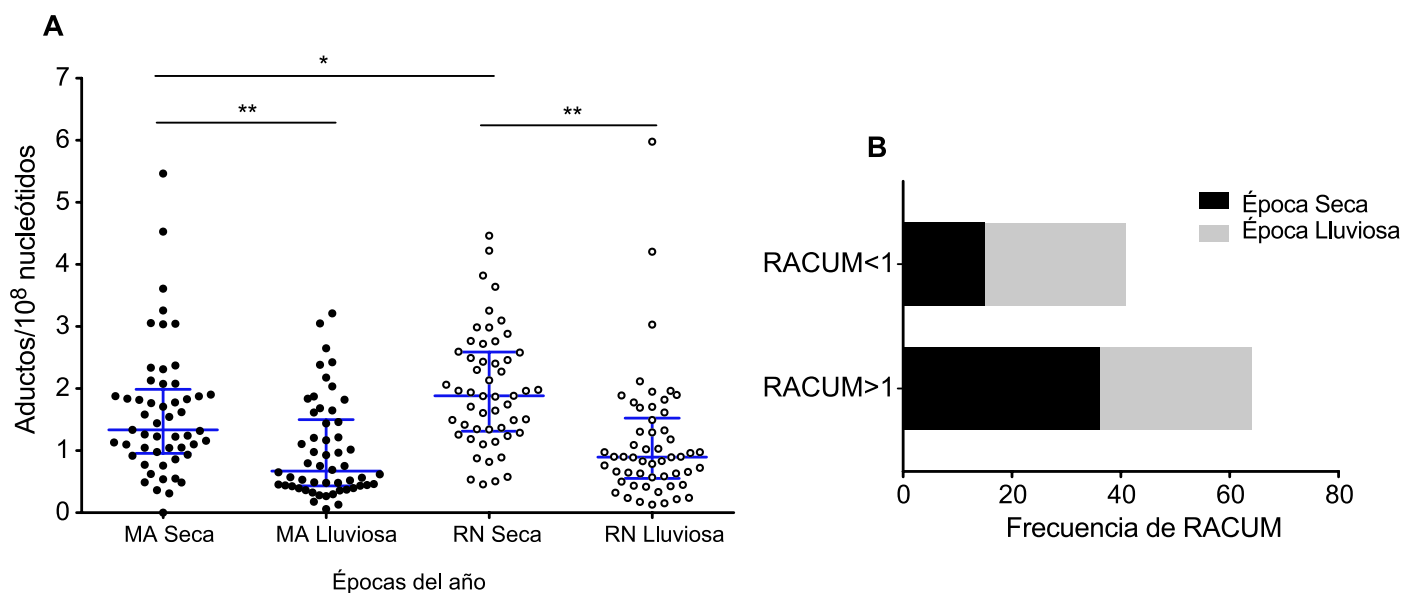 A
*
**
**
7
6
5
4
3
2
1
0
Aductos/10⁸ nucleótidos
MA Seca
MA Lluviosa
RN Seca
RN Lluviosa
Épocas del año
B
Época Seca
Época Lluviosa
RACUM<1
RACUM>1
0 20 40 60 80
Frecuencia de RACUM